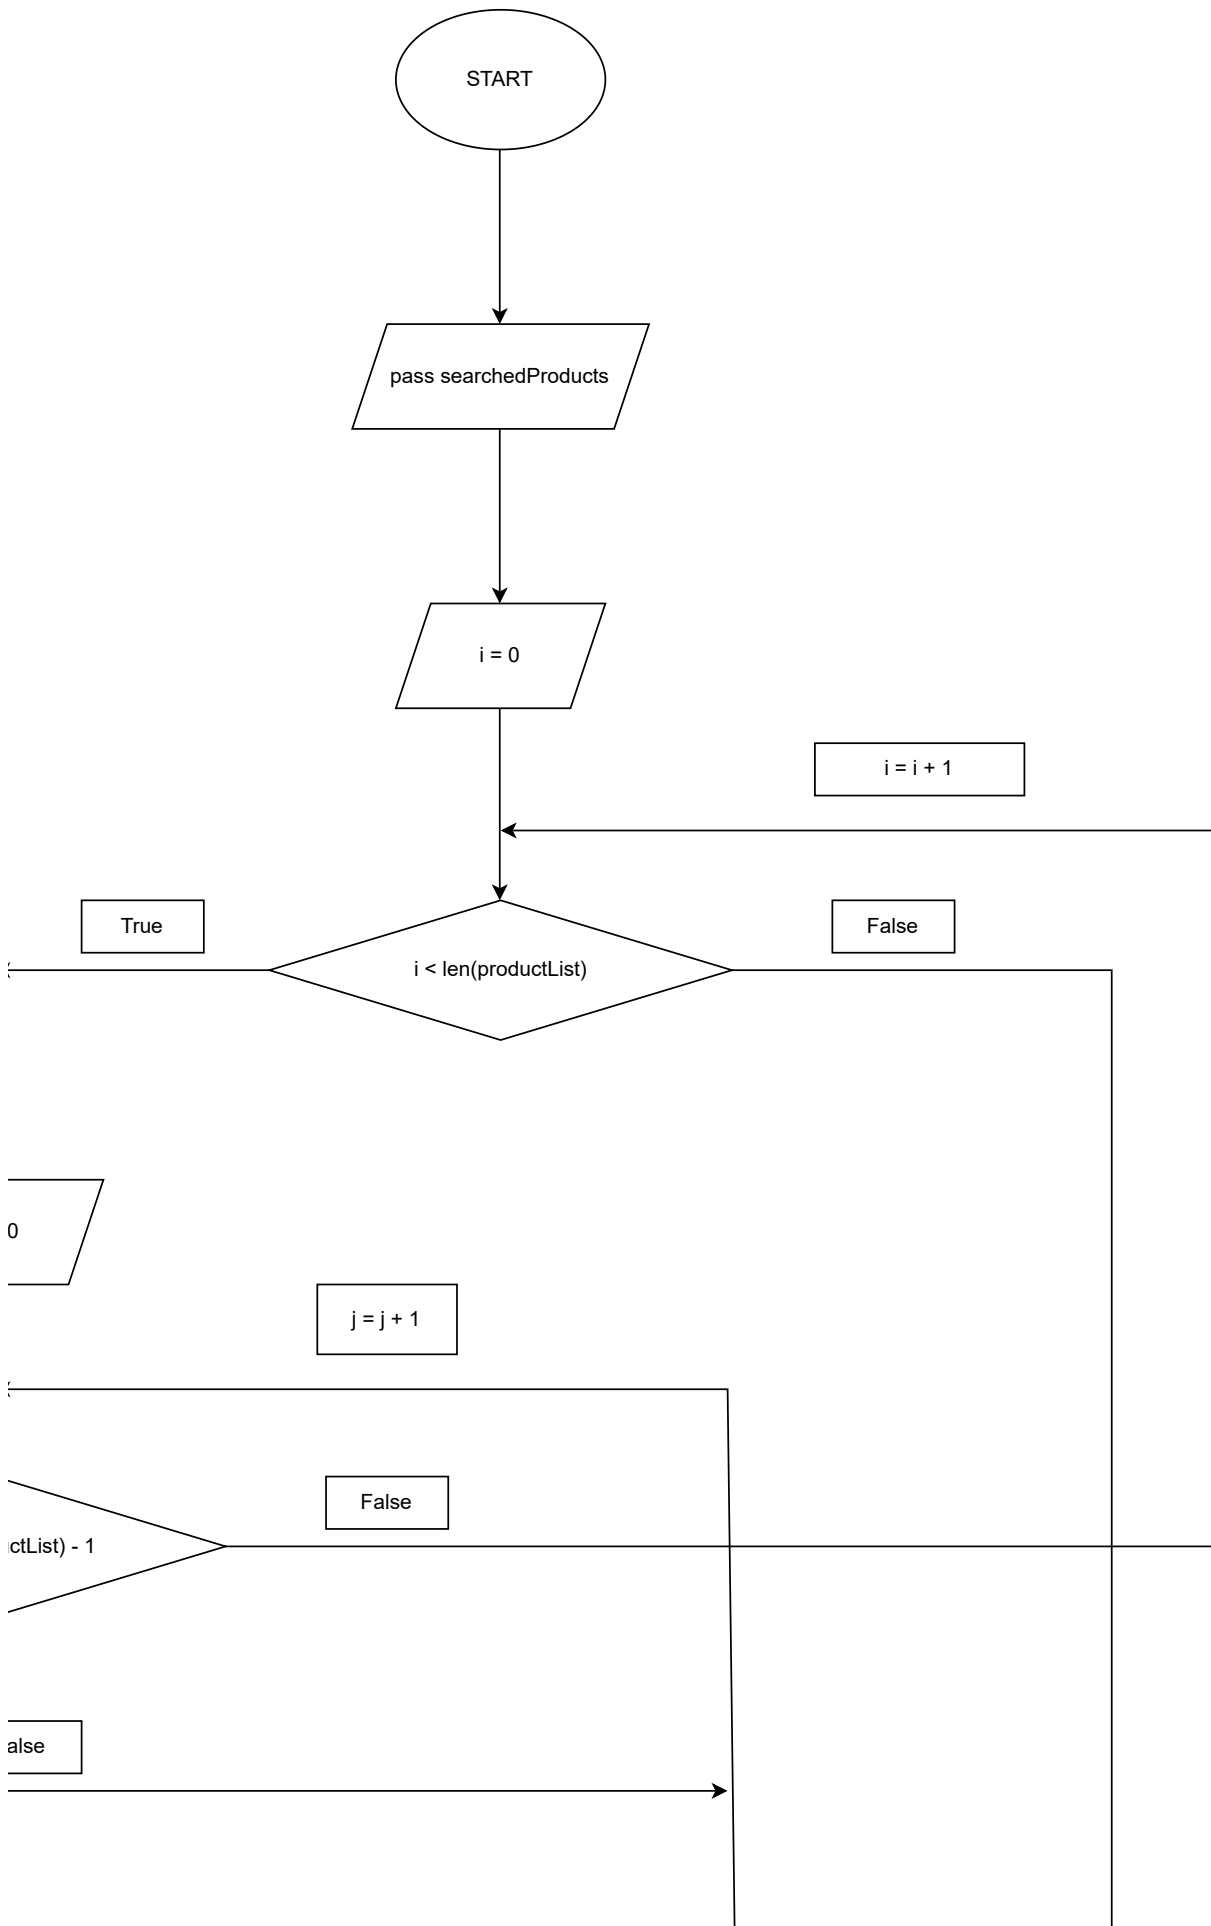 START
pass searchedProducts
i = 0
i = i + 1
True
False
i < len(productList)
0
j = j + 1
False
ctList) - 1
alse